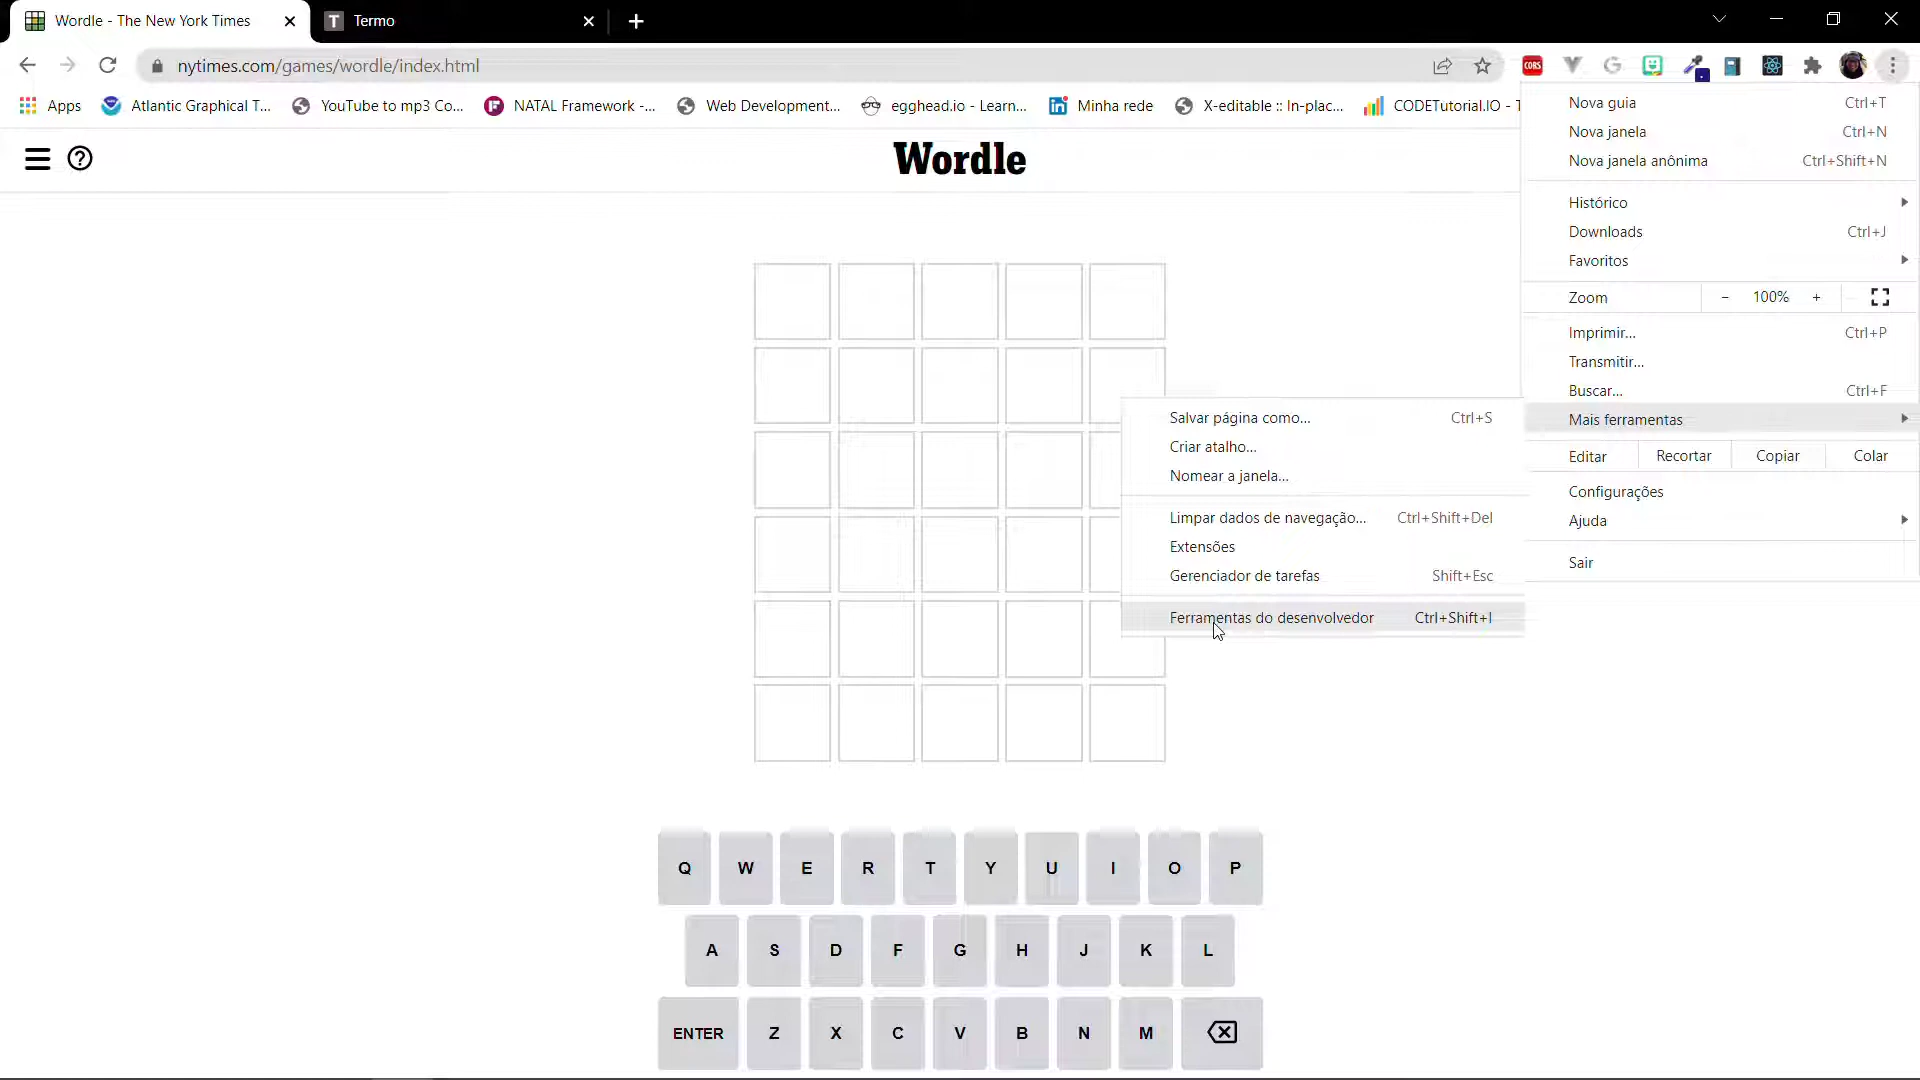 Wordle - The New York Times
T Termo
nytimes.com/games/wordle/index.html
CORS
Apps Atlantic Graphical T... YouTube to mp3 Co... NATAL Framework -... Web Development... egghead.io - Learn... Minha rede X-editable :: In-plac... CODETutorial.IO - T
Wordle
Nova guia Ctrl+T
Nova janela Ctrl+N
Nova janela anônima Ctrl+Shift+N
Histórico
Downloads Ctrl+J
Favoritos
Zoom - 100% +
Imprimir... Ctrl+P
Transmitir...
Buscar... Ctrl+F
Mais ferramentas
Editar Recortar Copiar Colar
Configurações
Ajuda
Sair
Salvar página como... Ctrl+S
Criar atalho...
Nomear a janela...
Limpar dados de navegação... Ctrl+Shift+Del
Extensões
Gerenciador de tarefas Shift+Esc
Ferramentas do desenvolvedor Ctrl+Shift+I
Q W E R T Y U I O P
A S D F G H J K L
ENTER Z X C V B N M